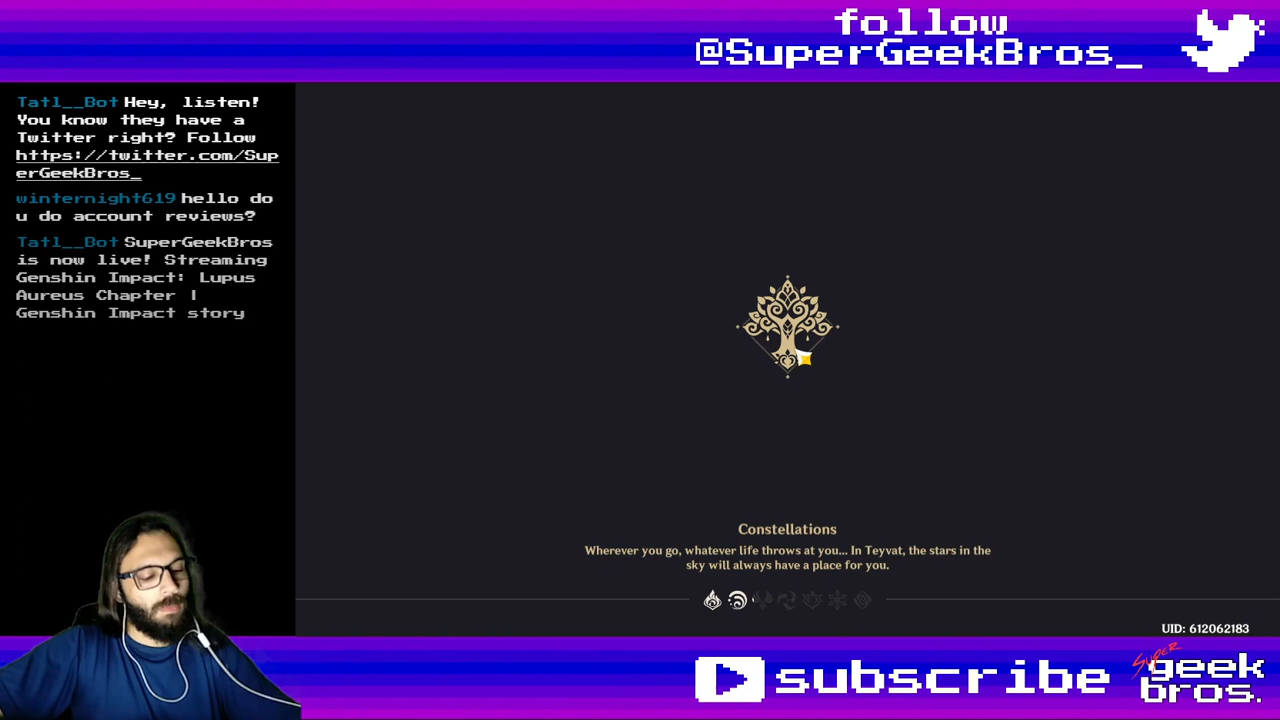 follow
@SuperGeekBros_
Tatl__Bot Hey, listen!
You know they have a
Twitter right? Follow
https://twitter.com/Sup
erGeekBros_
winternight619 hello do
u do account reviews?
Tatl__Bot SuperGeekBros
is now live! Streaming
Genshin Impact: Lupus
Aureus Chapter |
Genshin Impact story
Constellations
Wherever you go, whatever life throws at you... In Teyvat, the stars in the
sky will always have a place for you.
UID: 612062183
subscribe
SUPER
geek
bros.